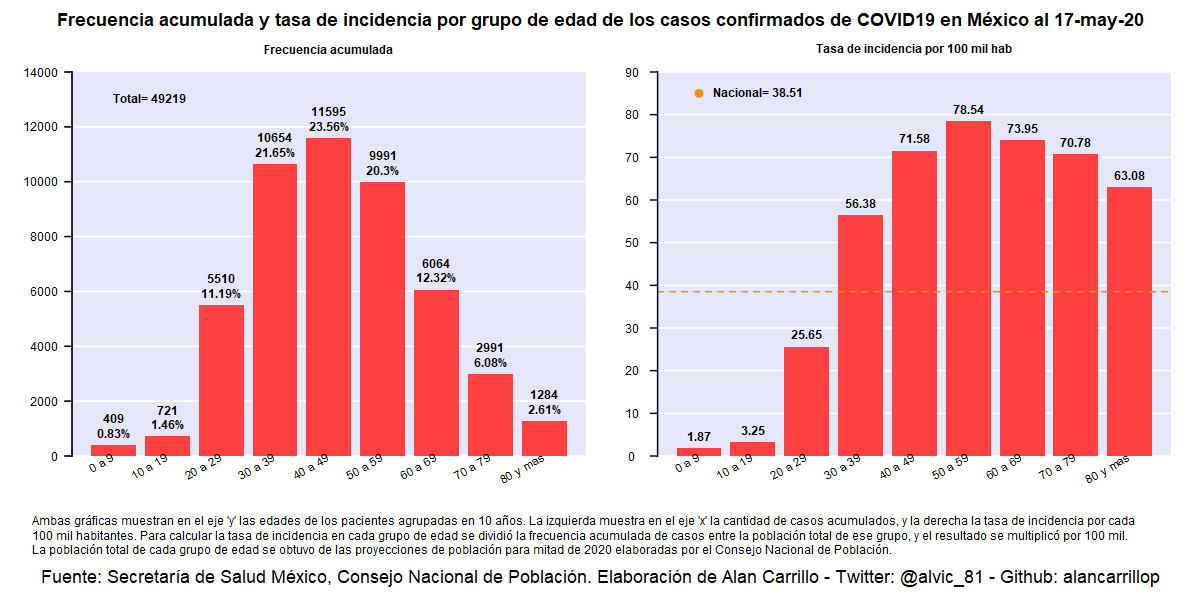 Frecuencia acumulada y tasa de incidencia por grupo de edad de los casos confirmados de COVID19 en México al 17-may-20
Frecuencia acumulada
14000
12000
10000
8000
6000
4000
2000
0
Total= 49219
409
0.83%
721
1.46%
5510
11.19%
10654
21.65%
11595
23.56%
9991
20.3%
6064
12.32%
2991
6.08%
1284
2.61%
0 a 9
10 a 19
20 a 29
30 a 39
40 a 49
50 a 59
60 a 69
70 a 79
80 y mas
Tasa de incidencia por 100 mil hab
90
80
70
60
50
40
30
20
10
0
Nacional= 38.51
1.87
3.25
25.65
56.38
71.58
78.54
73.95
70.78
63.08
0 a 9
10 a 19
20 a 29
30 a 39
40 a 49
50 a 59
60 a 69
70 a 79
80 y mas
Ambas gráficas muestran en el eje 'y' las edades de los pacientes agrupadas en 10 años. La izquierda muestra en el eje 'x' la cantidad de casos acumulados, y la derecha la tasa de incidencia por cada
100 mil habitantes. Para calcular la tasa de incidencia en cada grupo de edad se dividió la frecuencia acumulada de casos entre la población total de ese grupo, y el resultado se multiplicó por 100 mil.
La población total de cada grupo de edad se obtuvo de las proyecciones de población para mitad de 2020 elaboradas por el Consejo Nacional de Población.
Fuente: Secretaría de Salud México, Consejo Nacional de Población. Elaboración de Alan Carrillo - Twitter: @alvic_81 - Github: alancarrillop